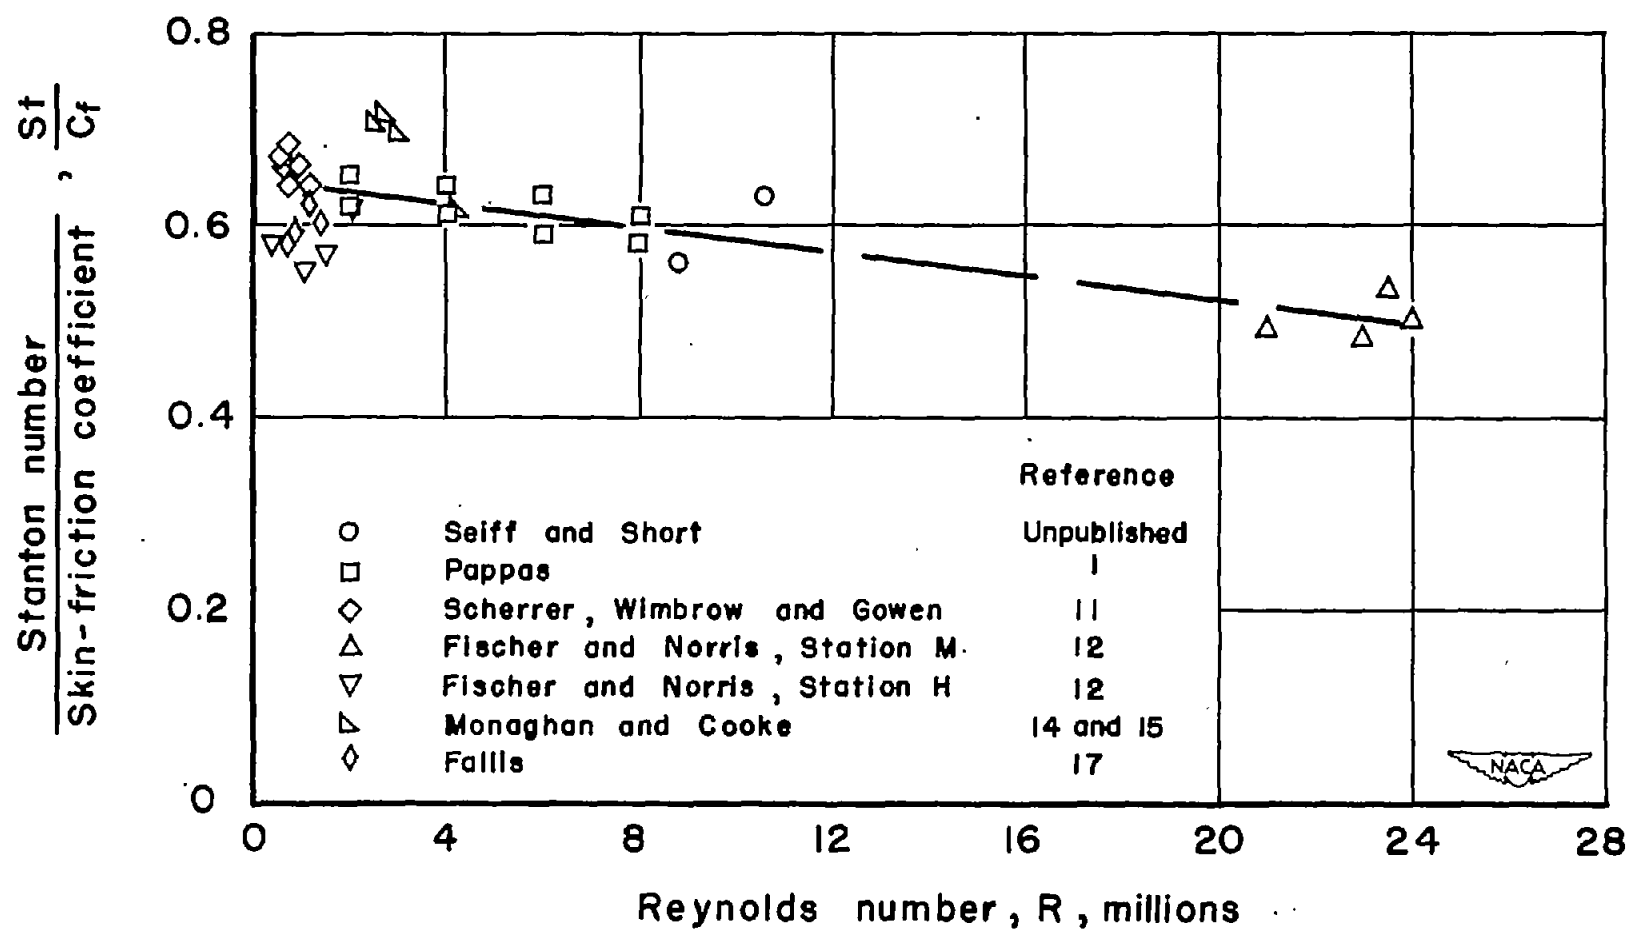 0.8
0.6
0.4
0.2
0
Stanton number
Skin-friction coefficient
,
St
Cf
Reference
Seiff and Short Unpublished
Pappas 1
Scherrer, Wimbrow and Gowen 11
Fischer and Norris, Station M 12
Fischer and Norris, Station H 12
Monaghan and Cooke 14 and 15
Fallis 17
NACA
0 4 8 12 16 20 24 28
Reynolds number, R, millions